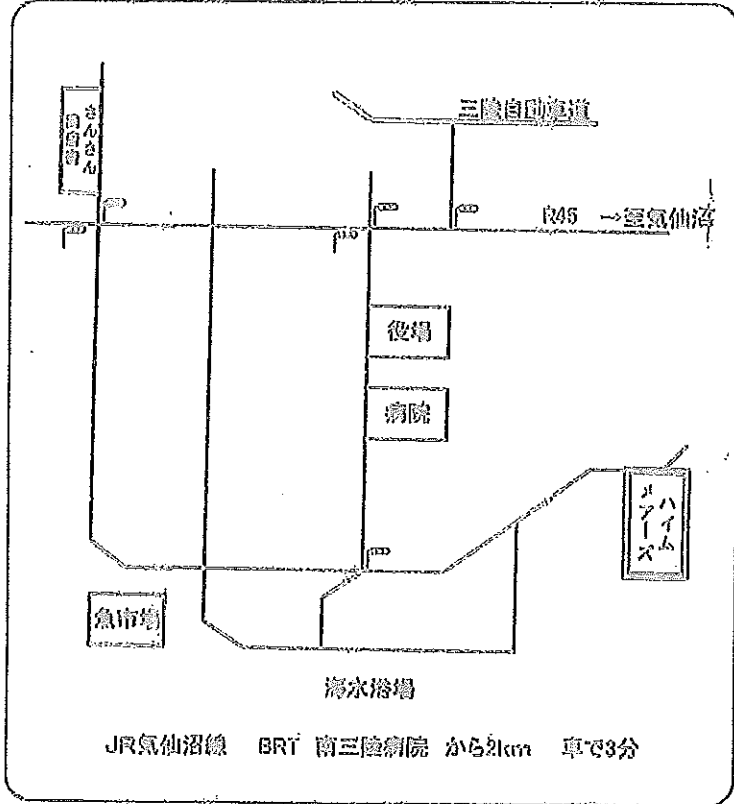 三陸自動車道
さんさん
商店街
R45 →至気仙沼
役場
病院
ハイム
メアーズ
魚市場
海水浴場
JR気仙沼線 BRT 南三陸病院 から2km 車で3分